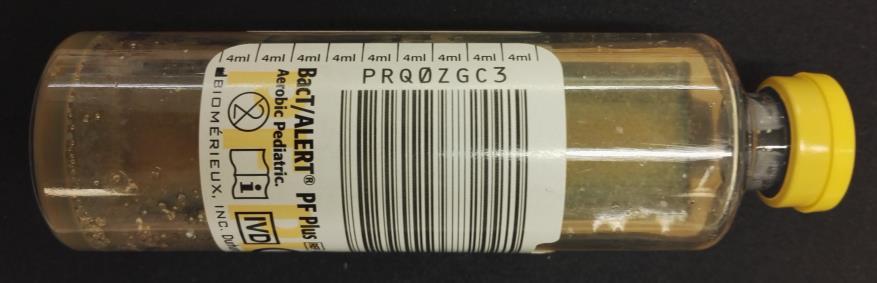 4ml 4ml 4ml 4ml 4ml 4ml 4ml 4ml 4ml
PRQ0ZGC3
BacT/ALERT® PF Plus
Aerobic Pediatric.
2
i
IVD
BIOMÉRIEUX, INC.